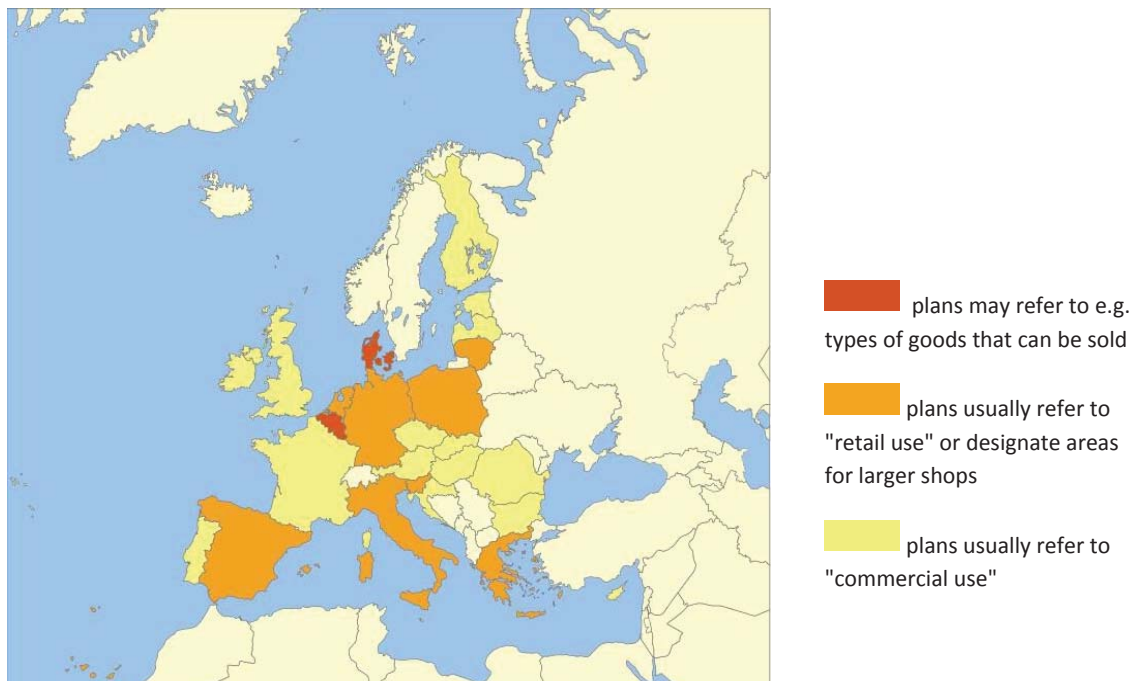 plans may refer to e.g.
types of goods that can be sold
plans usually refer to
"retail use" or designate areas
for larger shops
plans usually refer to
"commercial use"